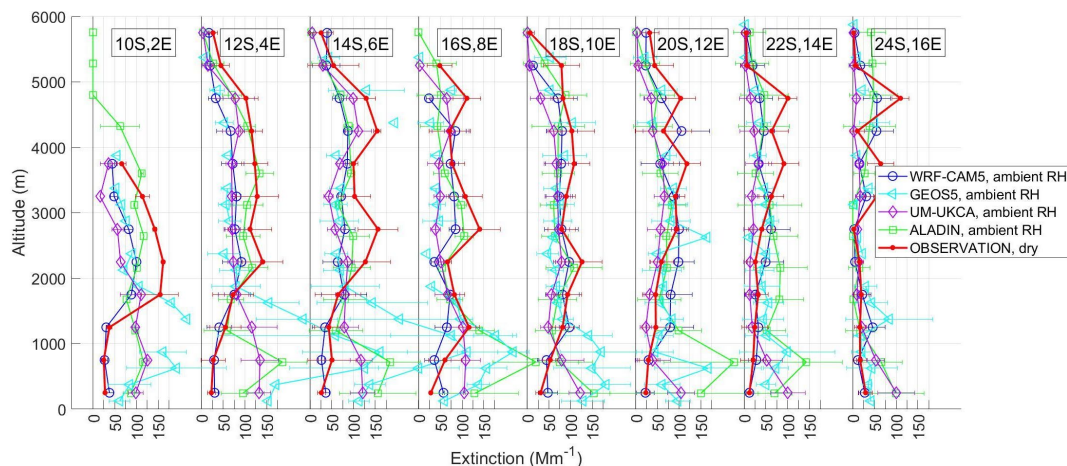 6000
5000
4000
3000
2000
1000
0
Altitude (m)
10S,2E
12S,4E
14S,6E
16S,8E
18S,10E
20S,12E
22S,14E
24S,16E
WRF-CAM5, ambient RH
GEOS5, ambient RH
UM-UKCA, ambient RH
ALADIN, ambient RH
OBSERVATION, dry
0 50 100 150
0 50 100 150
0 50 100 150
0 50 100 150
0 50 100 150
0 50 100 150
0 50 100 150
0 50 100 150
Extinction (Mm⁻¹)